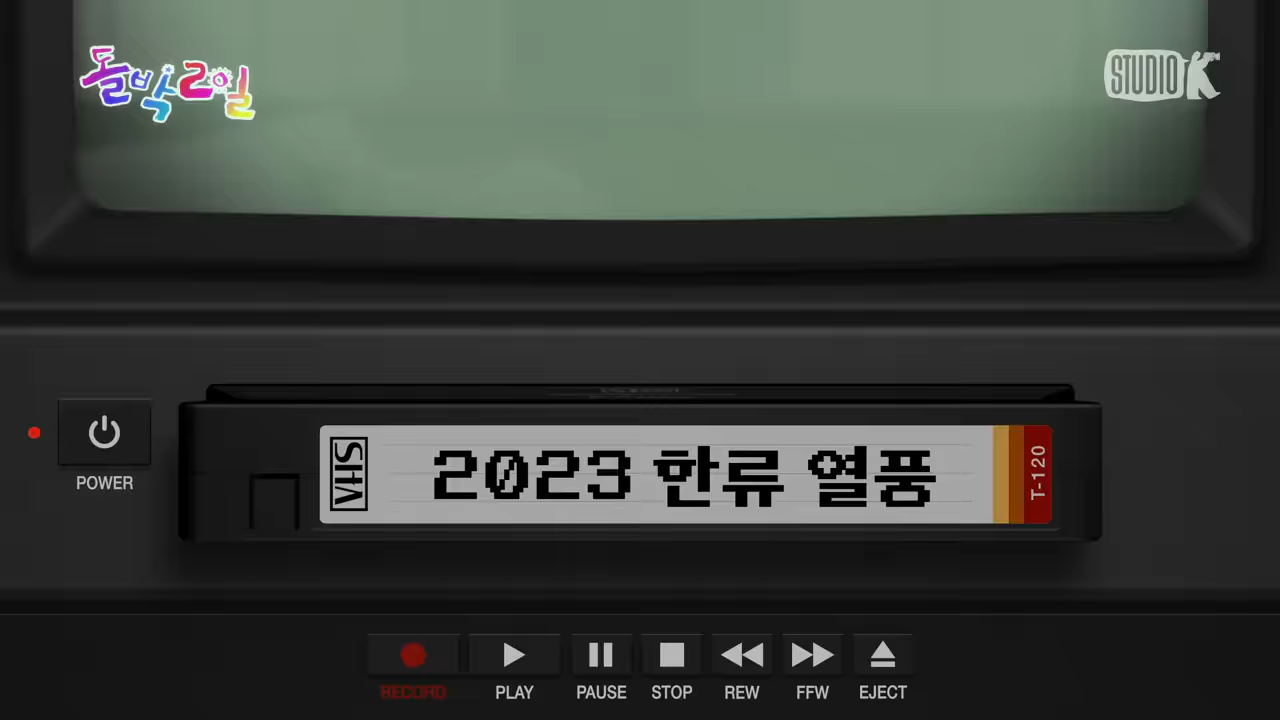 돌박2일
STUDIO K
VHS
2023 한류 열풍
T-120
POWER
RECORD
PLAY
PAUSE
STOP
REW
FFW
EJECT